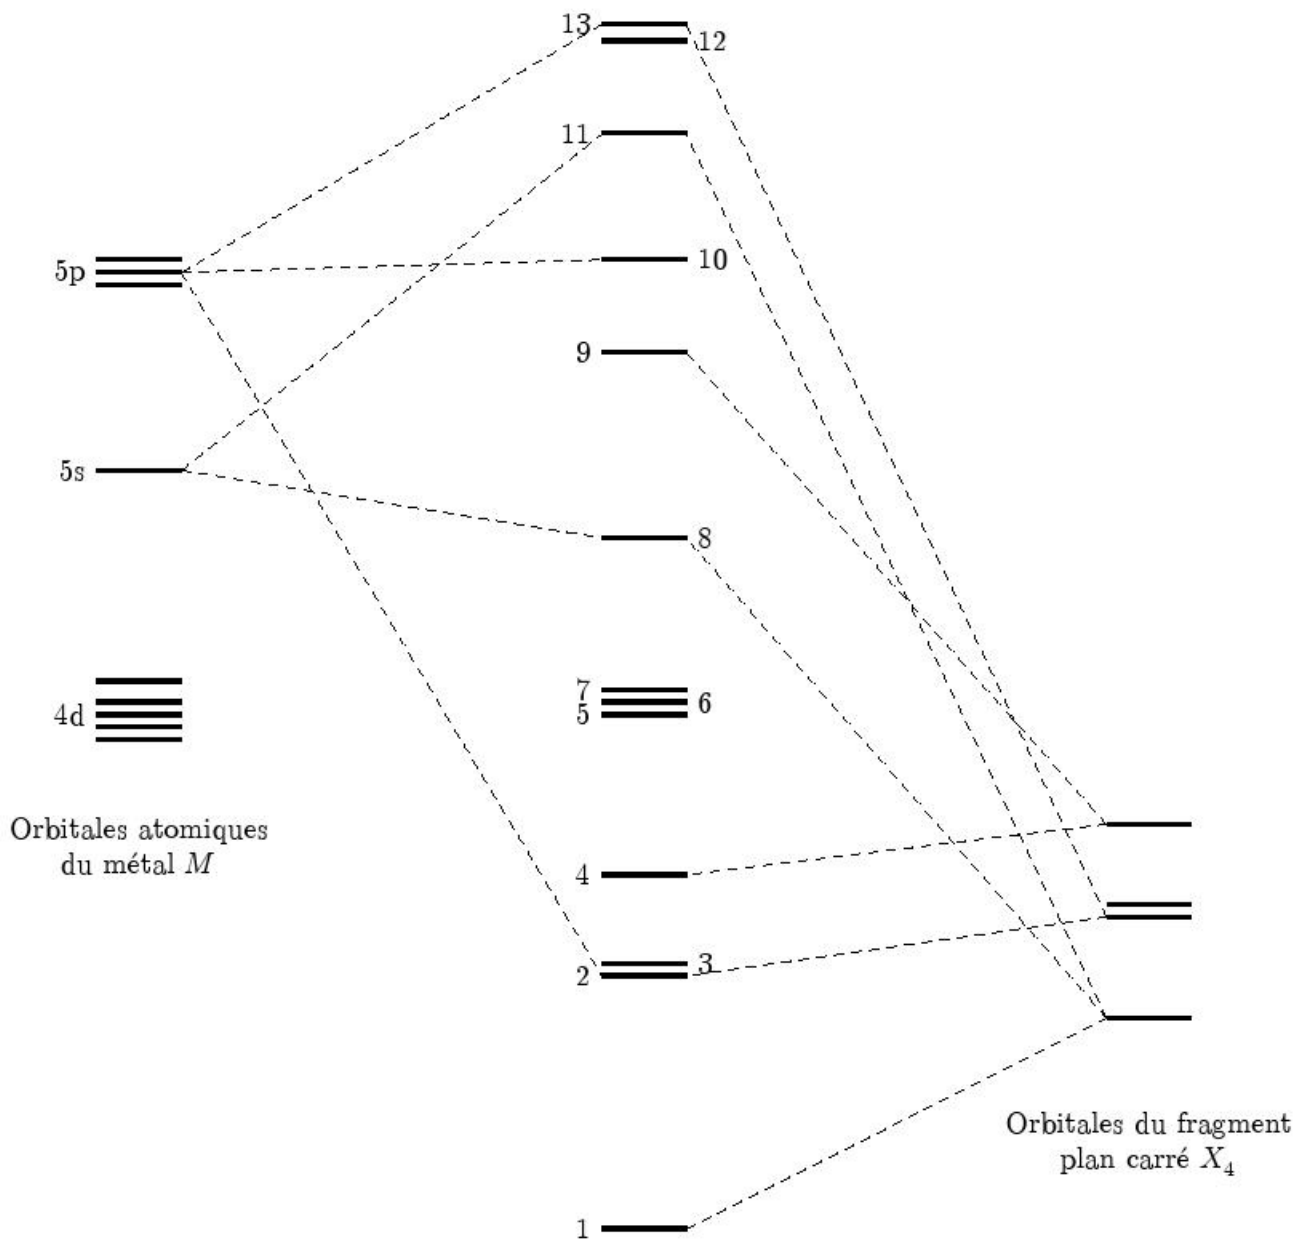 13
12
11
5p
10
9
5s
8
7
6
4d
5
Orbitales atomiques
du métal M
4
3
2
Orbitales du fragment
plan carré X₄
1